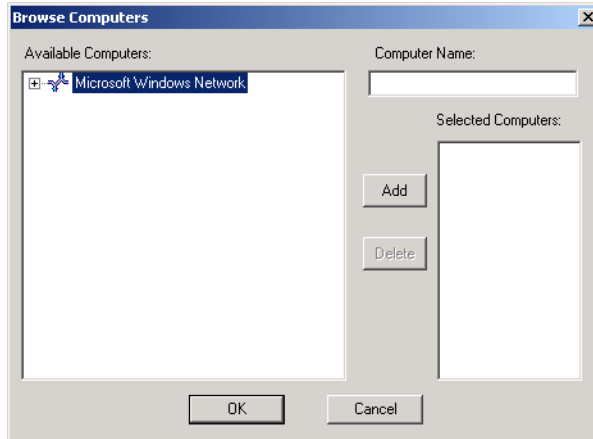 Browse Computers
Available Computers:
Computer Name:
Microsoft Windows Network
Selected Computers:
Add
Delete
OK
Cancel